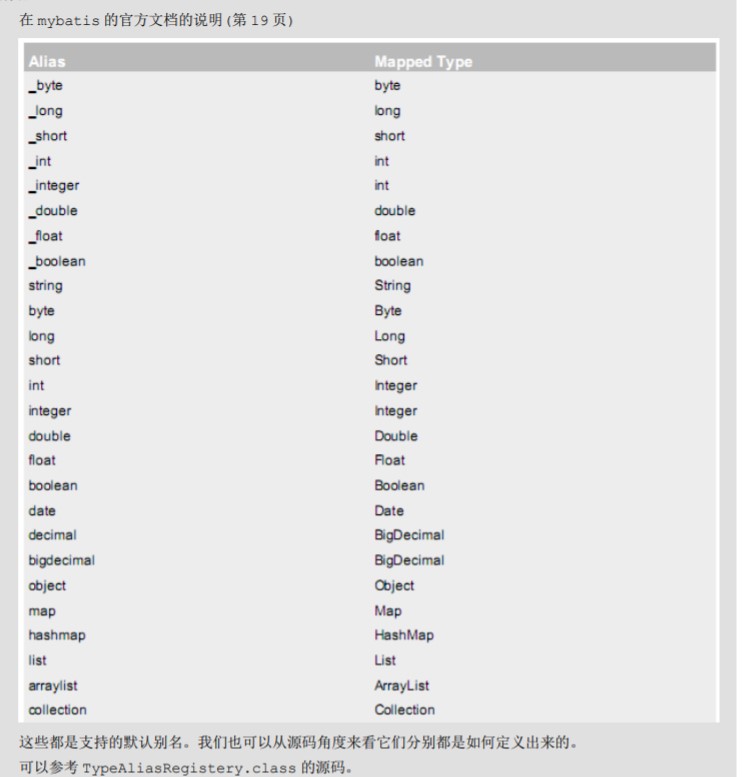 在 mybatis 的官方文档的说明(第 19 页)
Alias Mapped Type
_byte byte
_long long
_short short
_int int
_integer int
_double double
_float float
_boolean boolean
string String
byte Byte
long Long
short Short
int Integer
integer Integer
double Double
float Float
boolean Boolean
date Date
decimal BigDecimal
bigdecimal BigDecimal
object Object
map Map
hashmap HashMap
list List
arraylist ArrayList
collection Collection
这些都是支持的默认别名。我们也可以从源码角度来看它们分别都是如何定义出来的。
可以参考 TypeAliasRegistery.class 的源码。